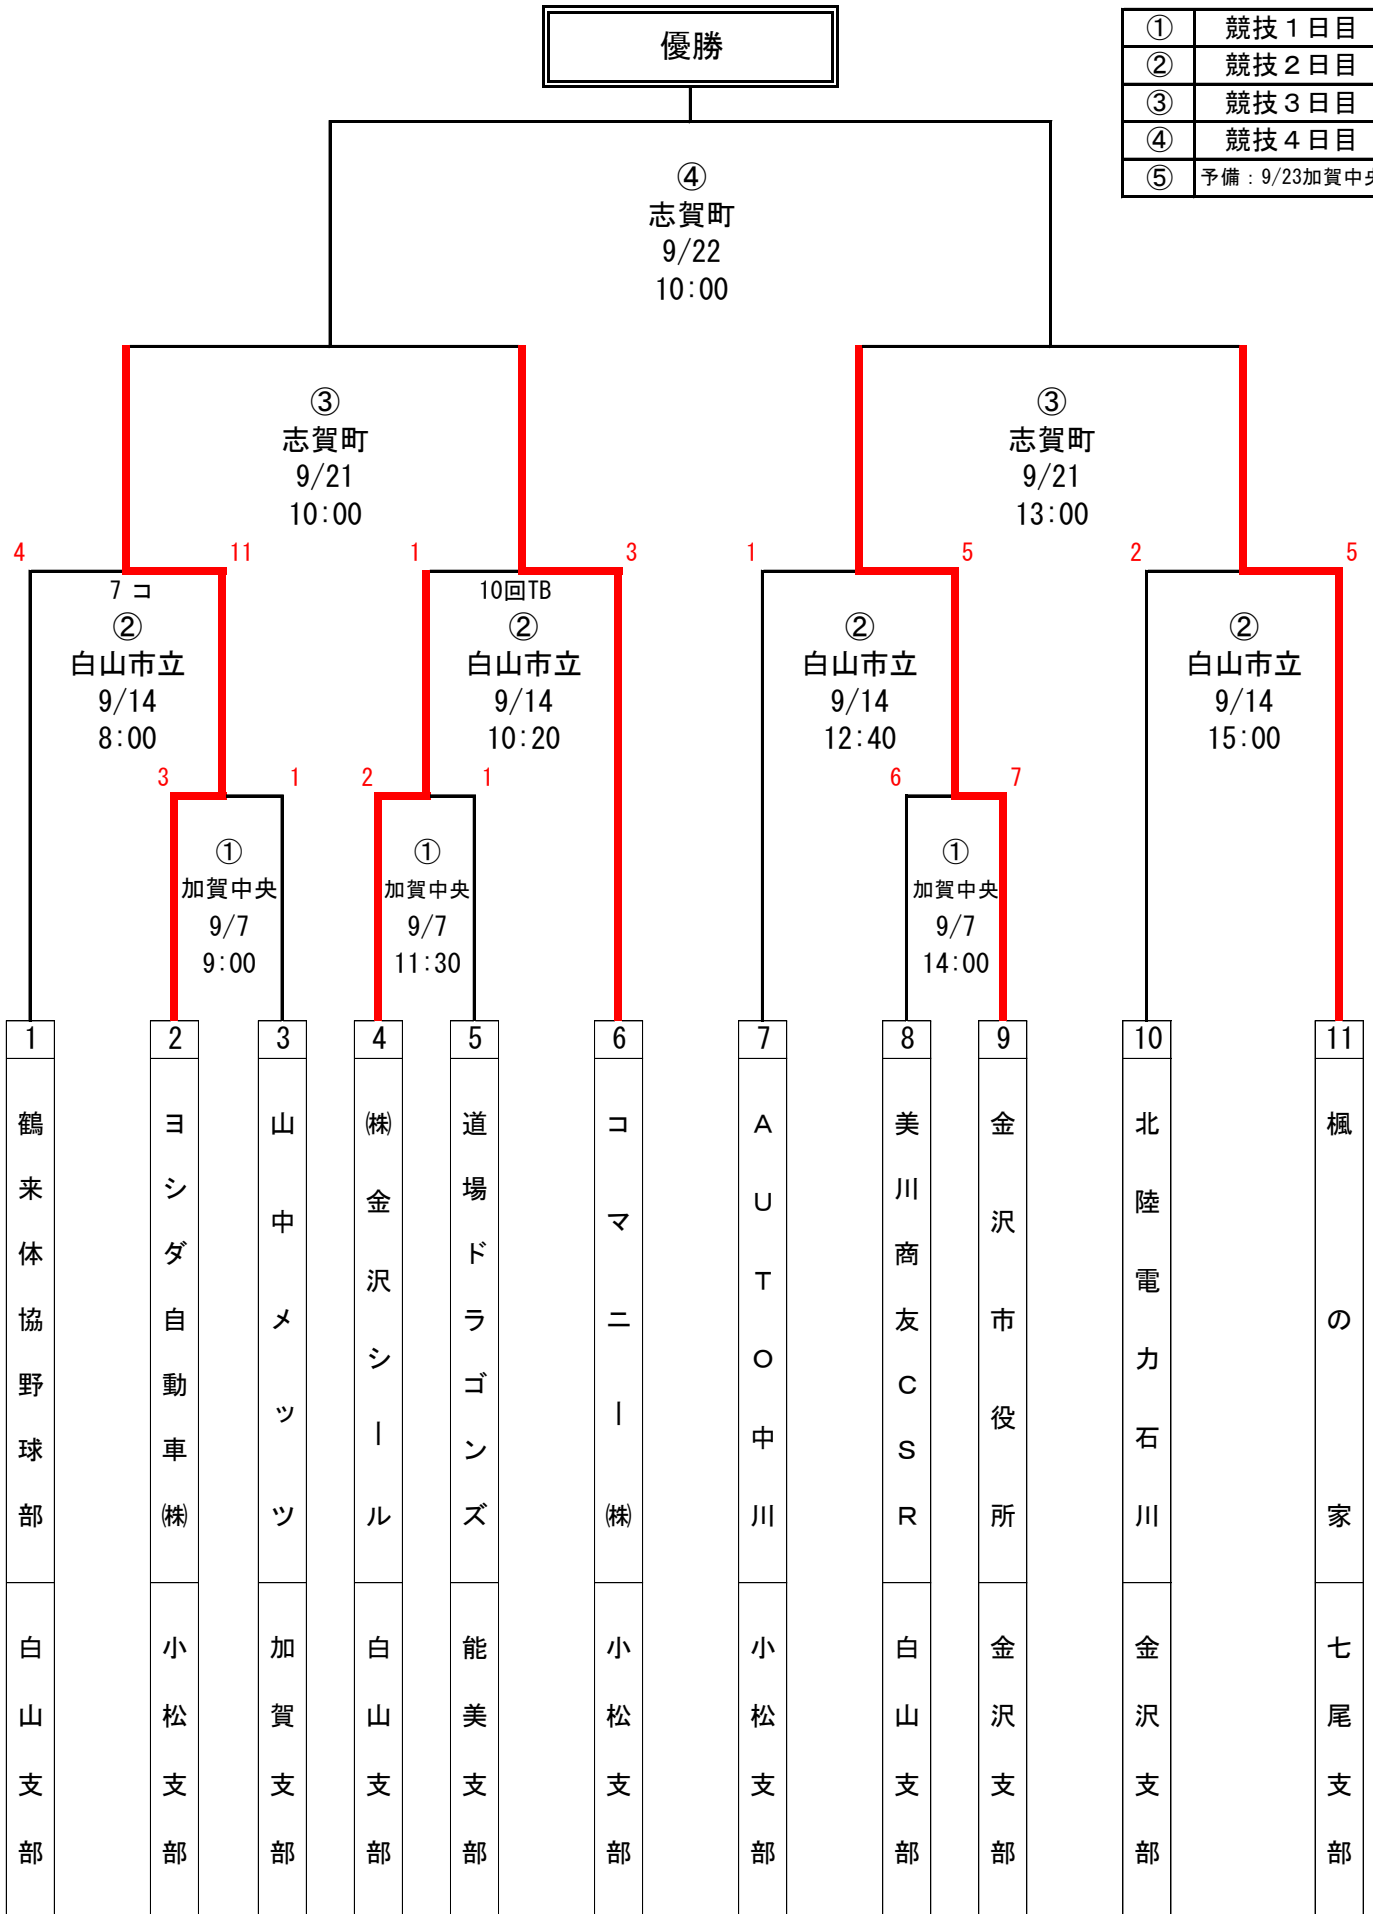 優勝
① 競技１日目
② 競技２日目
③ 競技３日目
④ 競技４日目
⑤ 予備：9/23加賀中央
④
志賀町
9/22
10:00
③
志賀町
9/21
10:00
③
志賀町
9/21
13:00
4 11
7 コ
②
白山市立
9/14
8:00
1 3
10回TB
②
白山市立
9/14
10:20
1 5
②
白山市立
9/14
12:40
2 5
②
白山市立
9/14
15:00
3 1
①
加賀中央
9/7
9:00
2 1
①
加賀中央
9/7
11:30
6 7
①
加賀中央
9/7
14:00
1
鶴来体協野球部
白山支部
2
ヨシダ自動車㈱
小松支部
3
山中メッツ
加賀支部
4
㈱金沢シール
白山支部
5
道場ドラゴンズ
能美支部
6
コマニー㈱
小松支部
7
ＡＵＴＯ中川
小松支部
8
美川商友ＣＳＲ
白山支部
9
金沢市役所
金沢支部
10
北陸電力石川
金沢支部
11
楓の家
七尾支部